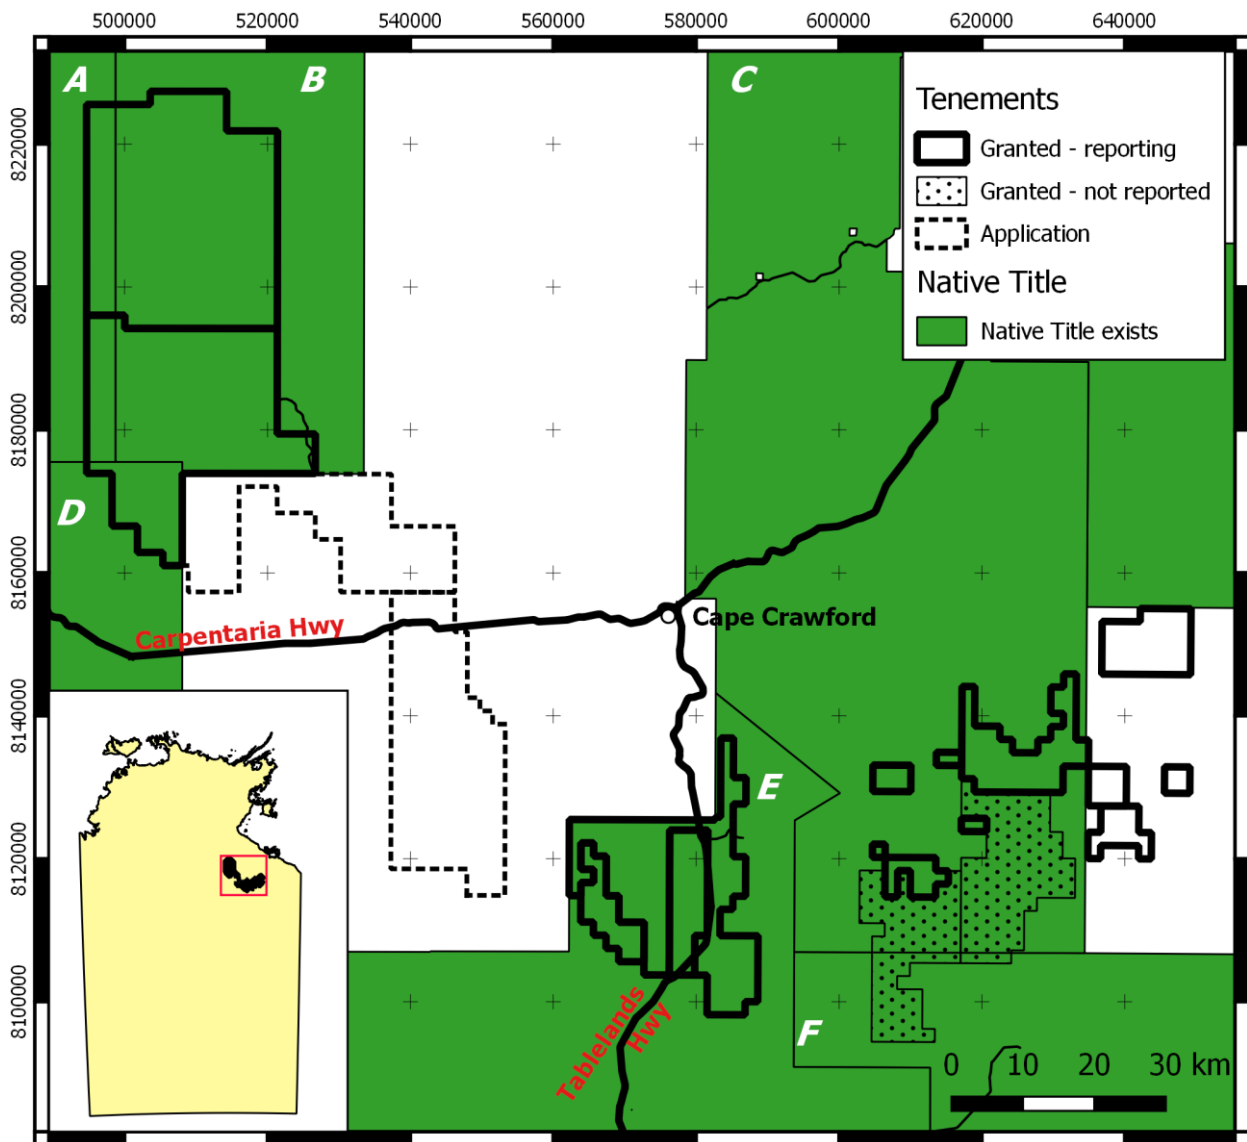 500000 520000 540000 560000 580000 600000 620000 640000
8220000
8200000
8180000
8160000
8140000
8120000
8100000
A
B
C
Tenements
Granted - reporting
Granted - not reported
Application
Native Title
Native Title exists
D
Carpentaria Hwy
Cape Crawford
E
Tablelands
Hwy
F
0 10 20 30 km